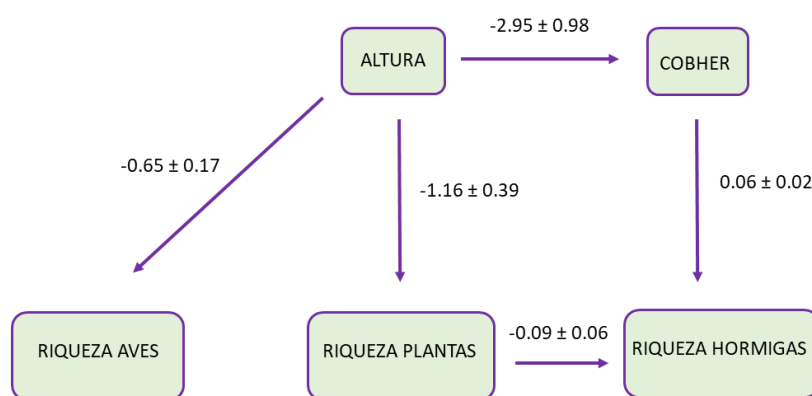 -2.95 ± 0.98
ALTURA
COBHER
-0.65 ± 0.17
-1.16 ± 0.39
0.06 ± 0.02
-0.09 ± 0.06
RIQUEZA AVES
RIQUEZA PLANTAS
RIQUEZA HORMIGAS